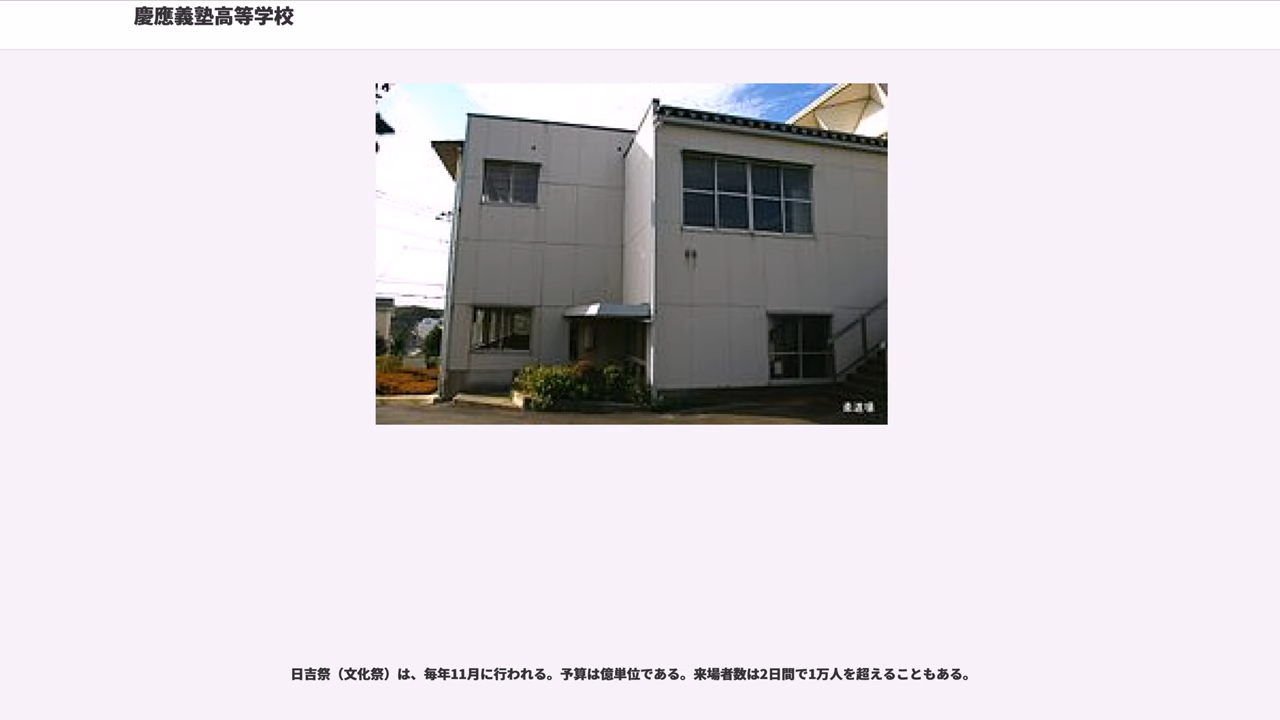 慶應義塾高等学校
柔道場
日吉祭（文化祭）は、毎年11月に行われる。予算は億単位である。来場者数は2日間で1万人を超えることもある。